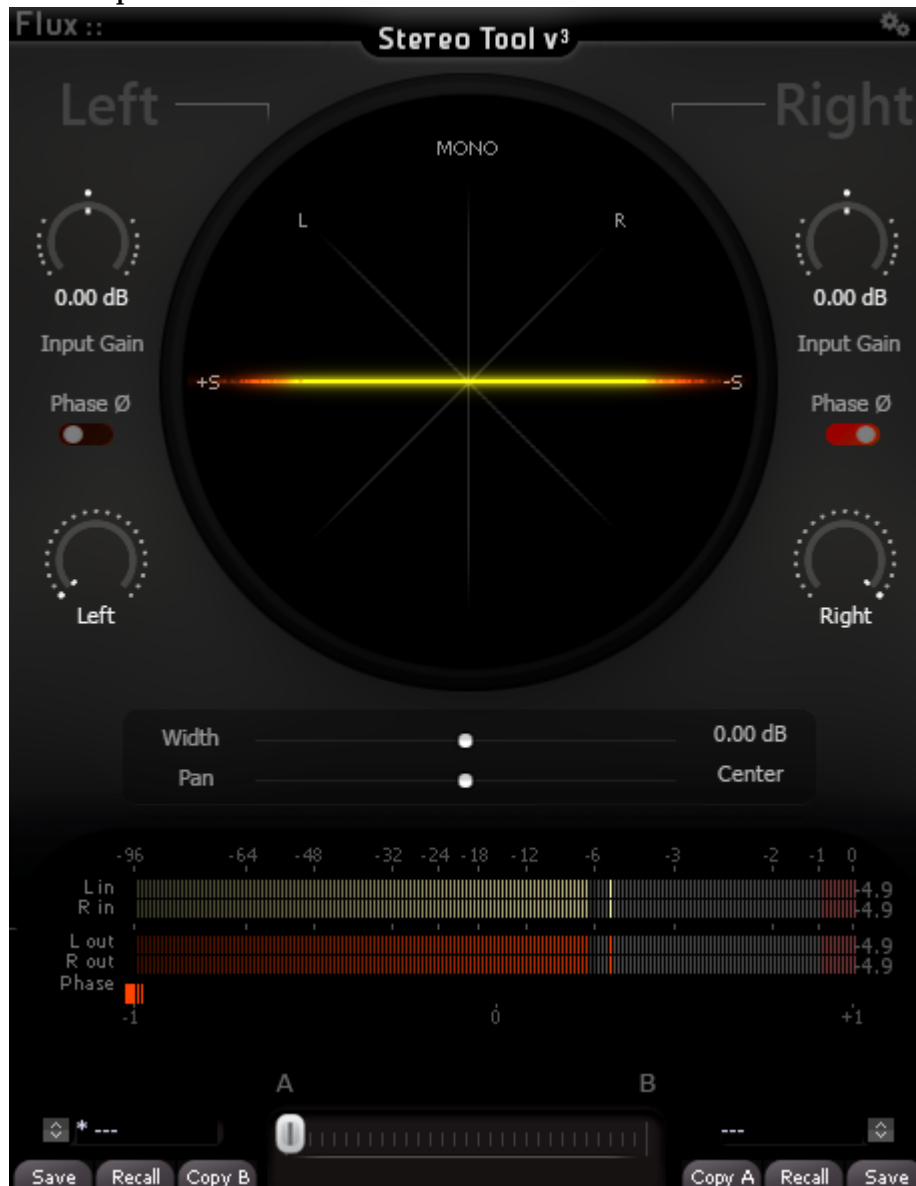 Flux ::
Stereo Tool v³
Left
Right
MONO
L
R
0.00 dB
0.00 dB
Input Gain
Input Gain
+S
-S
Phase Ø
Phase Ø
Left
Right
Width
0.00 dB
Pan
Center
-96 -64 -48 -32 -24 -18 -12 -6 -3 -2 -1 0
L in
-4.9
R in
-4.9
L out
-4.9
R out
-4.9
Phase
-1 0 +1
A
B
* ---
---
Save Recall Copy B
Copy A Recall Save